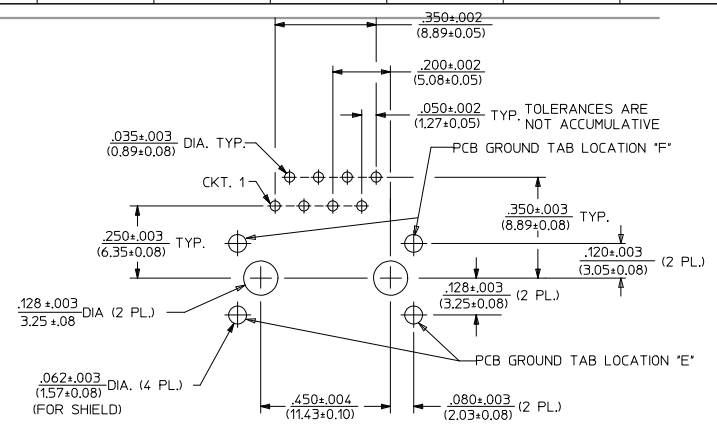 .350±.002
(8.89±0.05)
.200±.002
(5.08±0.05)
.050±.002 TYP. TOLERANCES ARE
(1.27±0.05) NOT ACCUMULATIVE
.035±.003 DIA. TYP.
(0.89±0.08)
PCB GROUND TAB LOCATION "F"
CKT. 1
.350±.003 TYP.
(8.89±0.08)
.250±.003 TYP.
(6.35±0.08)
.120±.003 (2 PL.)
(3.05±0.08)
.128±.003 (2 PL.)
(3.25±0.08)
.128 ±.003 DIA (2 PL.)
3.25 ±.08
PCB GROUND TAB LOCATION "E"
.062±.003 DIA. (4 PL.)
(1.57±0.08)
(FOR SHIELD)
.450±.004
(11.43±0.10)
.080±.003 (2 PL.)
(2.03±0.08)